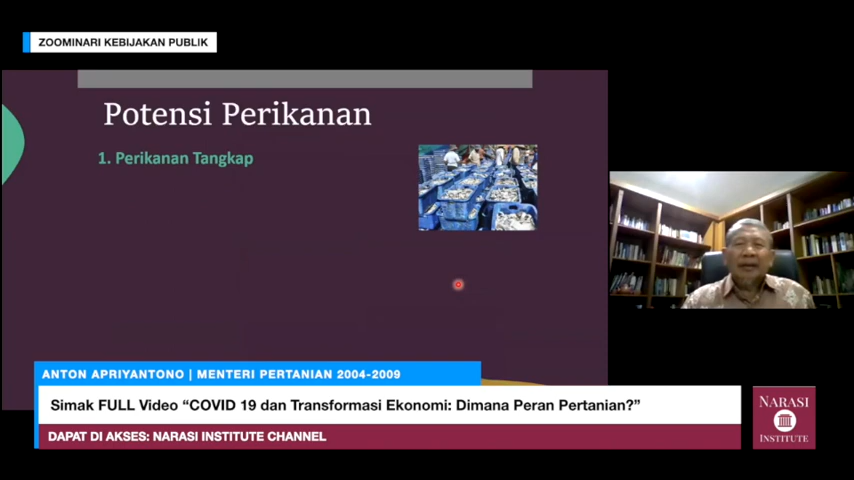 ZOOMINARI KEBIJAKAN PUBLIK
Potensi Perikanan
1. Perikanan Tangkap
ANTON APRIYANTONO | MENTERI PERTANIAN 2004-2009
Simak FULL Video “COVID 19 dan Transformasi Ekonomi: Dimana Peran Pertanian?”
DAPAT DI AKSES: NARASI INSTITUTE CHANNEL
NARASI
INSTITUTE